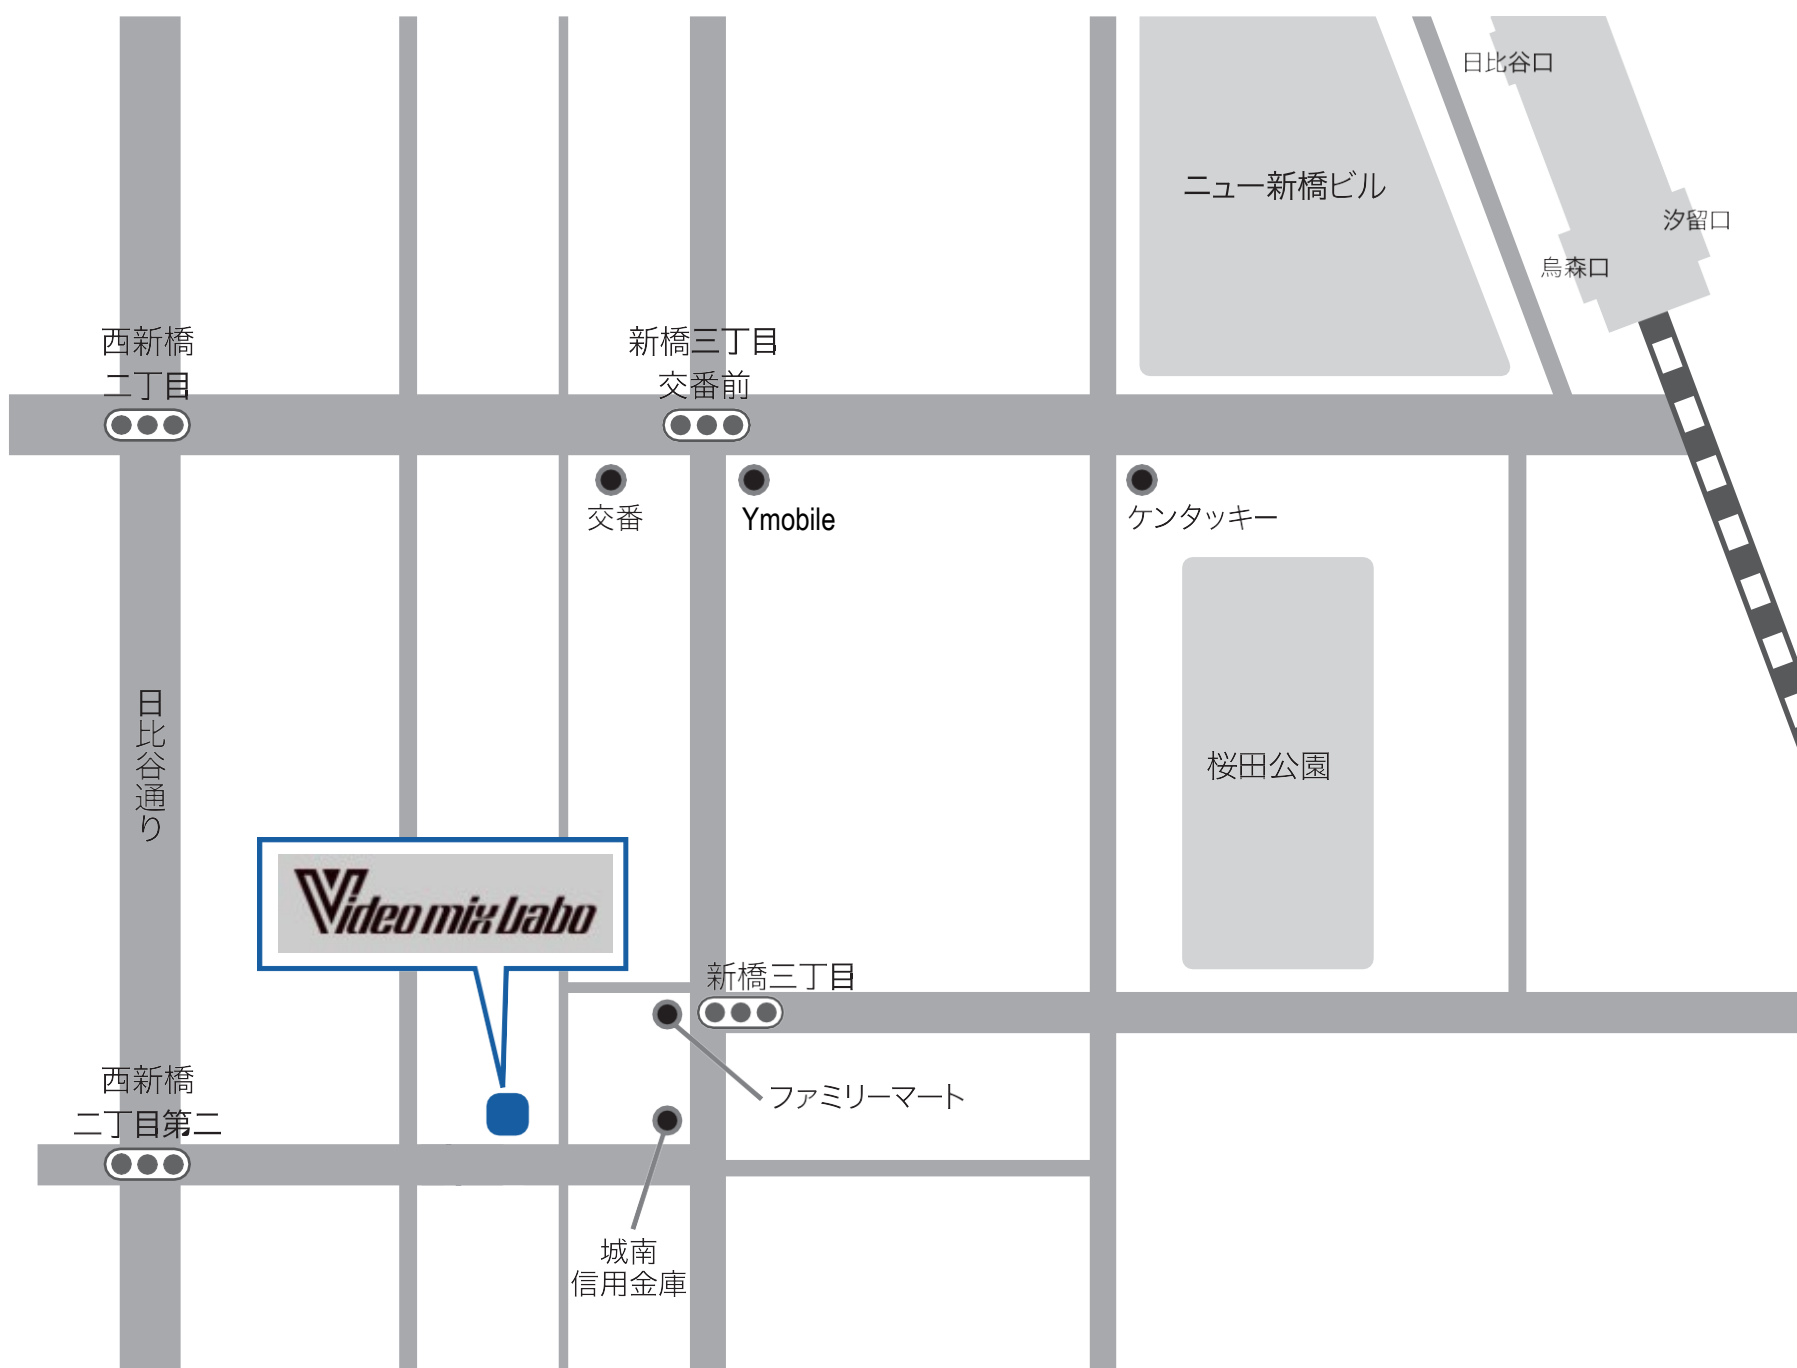 日比谷口
ニュー新橋ビル
汐留口
烏森口
西新橋
二丁目
新橋三丁目
交番前
交番
Ymobile
ケンタッキー
日比谷通り
桜田公園
Video mix Labo
新橋三丁目
西新橋
二丁目第二
ファミリーマート
城南
信用金庫